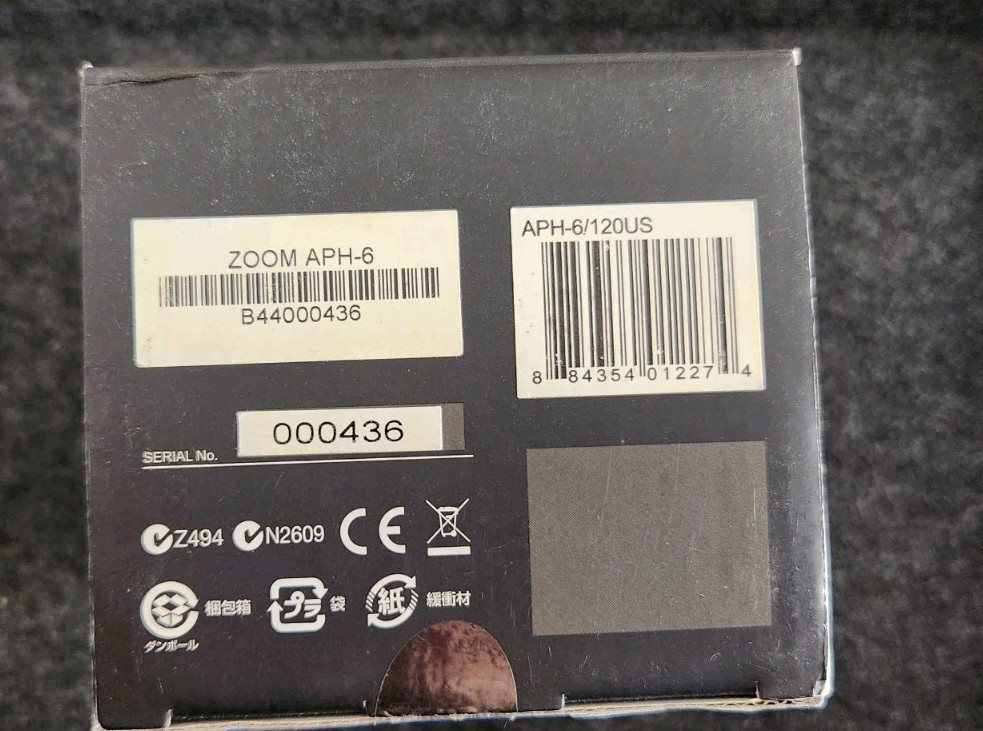 ZOOM APH-6
B44000436
APH-6/120US
8 84354 01227 4
000436
SERIAL No.
Z494 N2609 CE
梱包箱 プラ 袋 紙 緩衝材
ダンボール